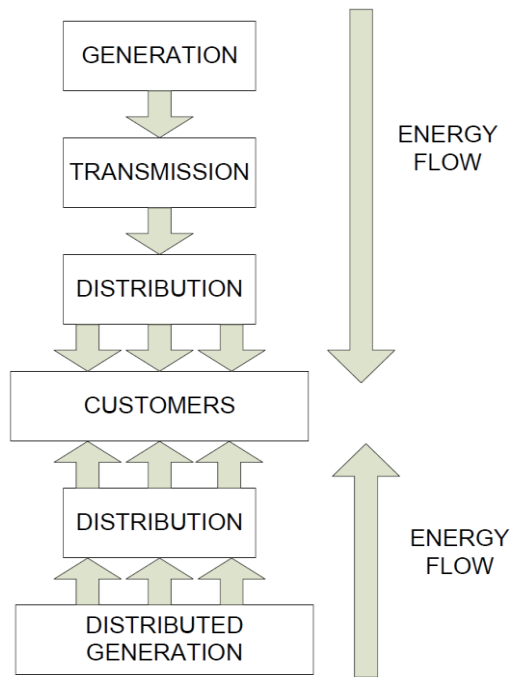 GENERATION
TRANSMISSION
DISTRIBUTION
CUSTOMERS
DISTRIBUTION
DISTRIBUTED
GENERATION
ENERGY
FLOW
ENERGY
FLOW